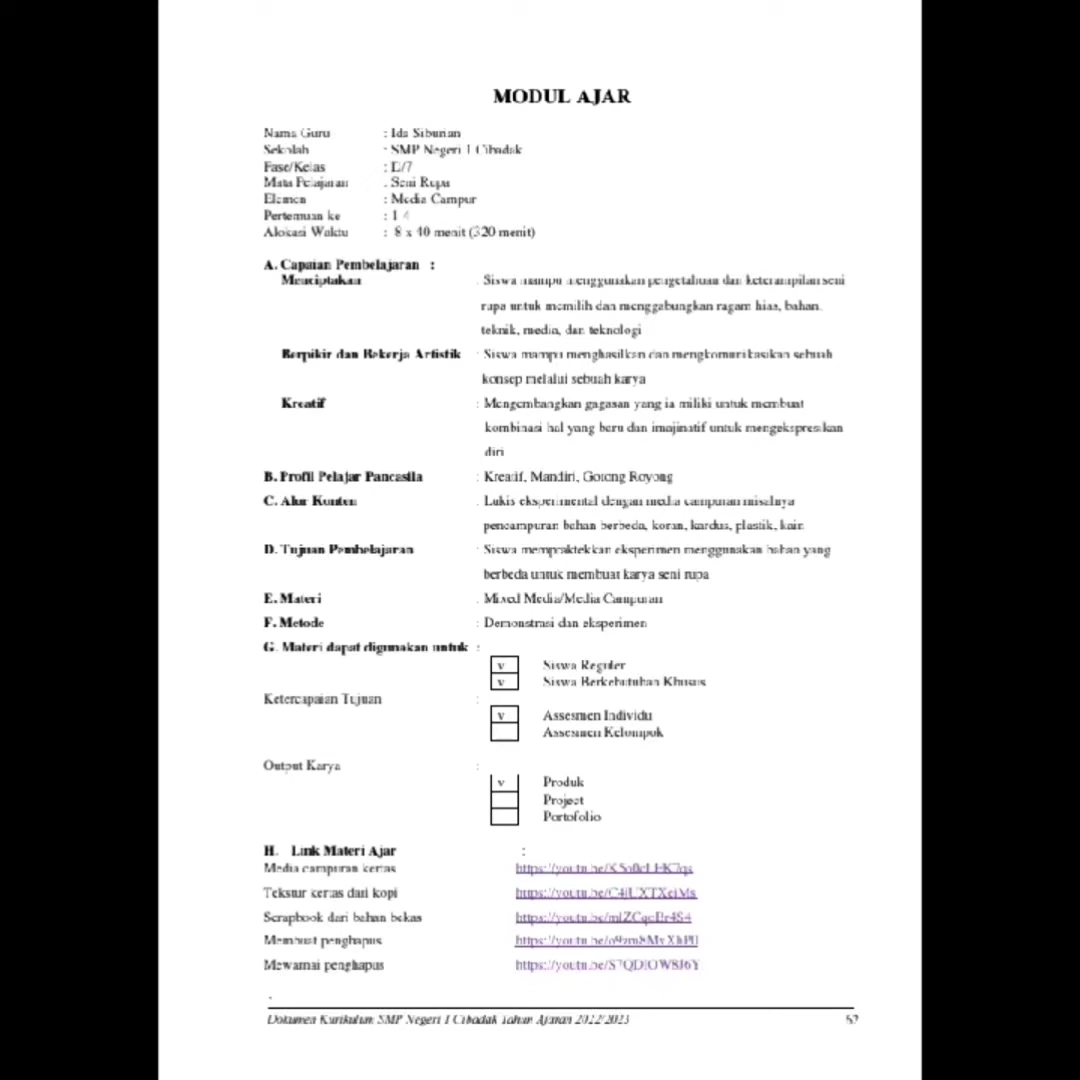 MODUL AJAR
Nama Guru : Ida Siburian
Sekolah : SMP Negeri 1 Cibadak
Fase/Kelas : D/7
Mata Pelajaran : Seni Rupa
Elemen : Media Campur
Pertemuan ke : 1-4
Alokasi Waktu : 8 x 40 menit (320 menit)
A. Capaian Pembelajaran :
Menciptakan : Siswa mampu menggunakan pengetahuan dan keterampilan seni
rupa untuk memilih dan menggabungkan ragam hias, bahan,
teknik, media, dan teknologi
Berpikir dan Bekerja Artistik : Siswa mampu menghasilkan dan mengkomunikasikan sebuah
konsep melalui sebuah karya
Kreatif : Mengembangkan gagasan yang ia miliki untuk membuat
kombinasi hal yang baru dan imajinatif untuk mengekspresikan
diri
B. Profil Pelajar Pancasila : Kreatif, Mandiri, Gotong Royong
C. Alur Konten : Lukis eksperimental dengan media campuran misalnya
pencampuran bahan berbeda, koran, kardus, plastik, kain
D. Tujuan Pembelajaran : Siswa mempraktekkan eksperimen menggunakan bahan yang
berbeda untuk membuat karya seni rupa
E. Materi : Mixed Media/Media Campuran
F. Metode : Demonstrasi dan eksperimen
G. Materi dapat digunakan untuk :
v Siswa Reguler
v Siswa Berkebutuhan Khusus
Ketercapaian Tujuan :
v Assesmen Individu
Assesmen Kelompok
Output Karya :
v Produk
Project
Portofolio
H. Link Materi Ajar :
Media campuran kertas
Tekstur kertas dari kopi
Scrapbook dari bahan bekas
Membuat penghapus
Mewarnai penghapus
Dokumen Kurikulum SMP Negeri 1 Cibadak Tahun Ajaran 2022/2023